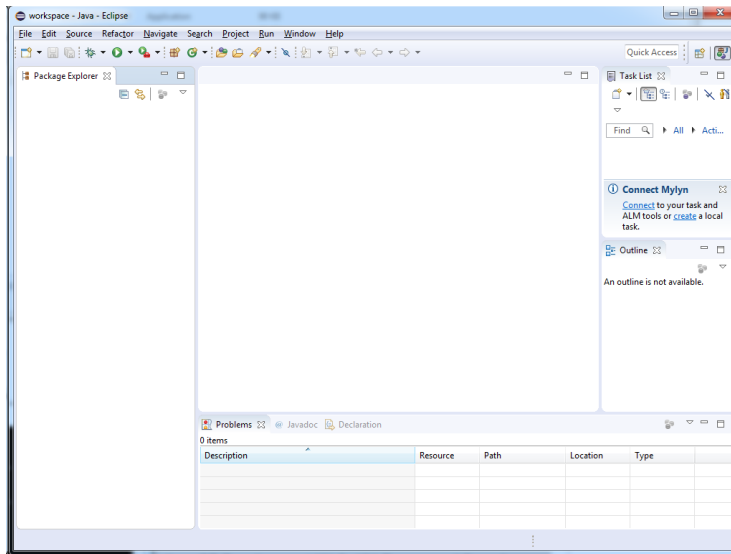 workspace - Java - Eclipse
File Edit Source Refactor Navigate Search Project Run Window Help
Quick Access
Package Explorer
Task List
Find All Acti...
Connect Mylyn
Connect to your task and
ALM tools or create a local
task.
Outline
An outline is not available.
Problems Javadoc Declaration
0 items
Description Resource Path Location Type